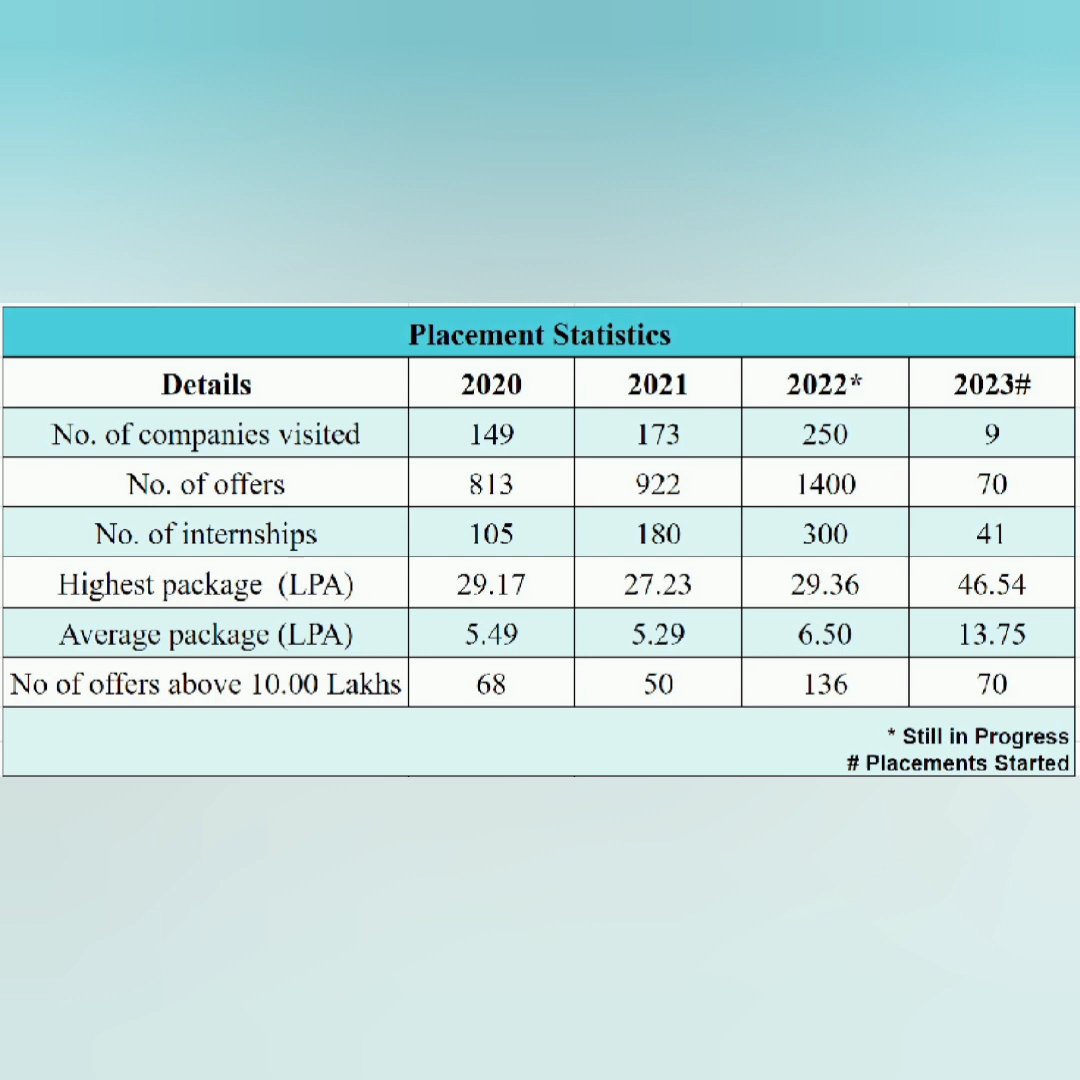 Placement Statistics
Details 2020 2021 2022* 2023#
No. of companies visited 149 173 250 9
No. of offers 813 922 1400 70
No. of internships 105 180 300 41
Highest package (LPA) 29.17 27.23 29.36 46.54
Average package (LPA) 5.49 5.29 6.50 13.75
No of offers above 10.00 Lakhs 68 50 136 70
* Still in Progress
# Placements Started